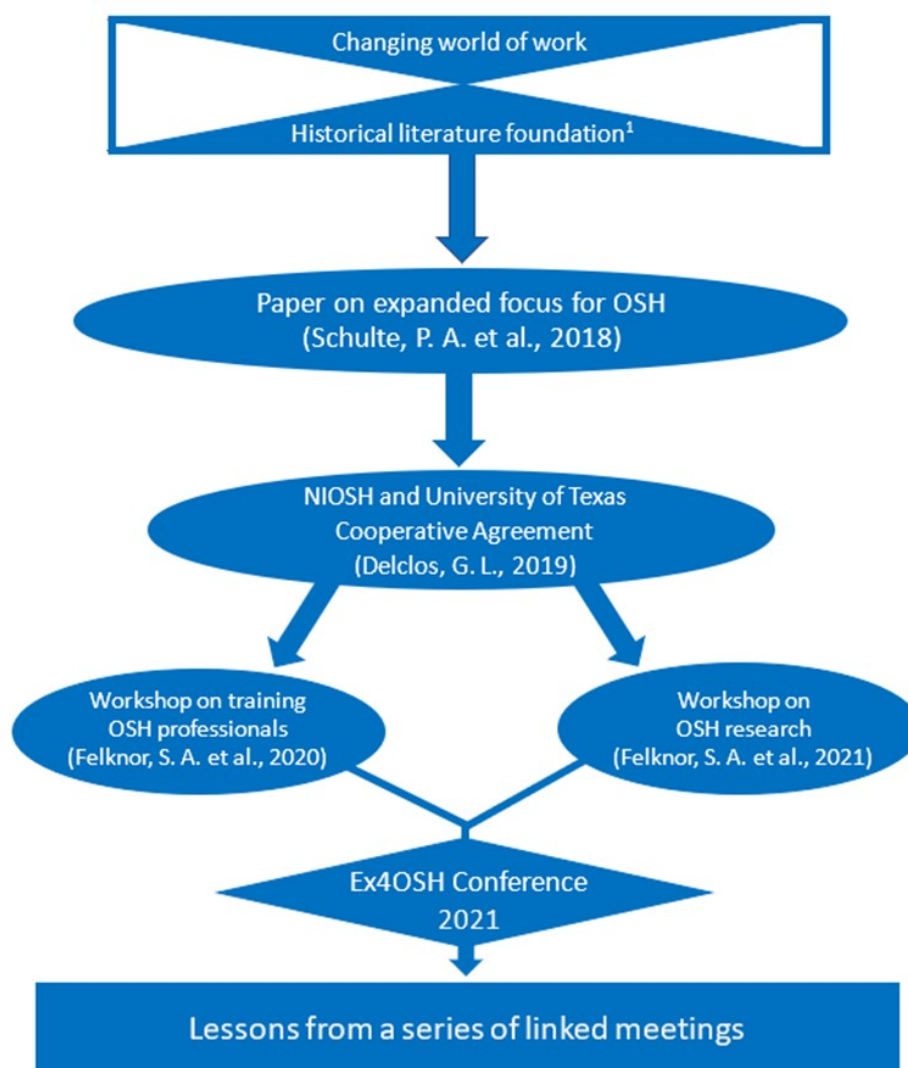 Changing world of work
Historical literature foundation¹
Paper on expanded focus for OSH
(Schulte, P. A. et al., 2018)
NIOSH and University of Texas
Cooperative Agreement
(Delclos, G. L., 2019)
Workshop on training
OSH professionals
(Felknor, S. A. et al., 2020)
Workshop on
OSH research
(Felknor, S. A. et al., 2021)
Ex4OSH Conference
2021
Lessons from a series of linked meetings